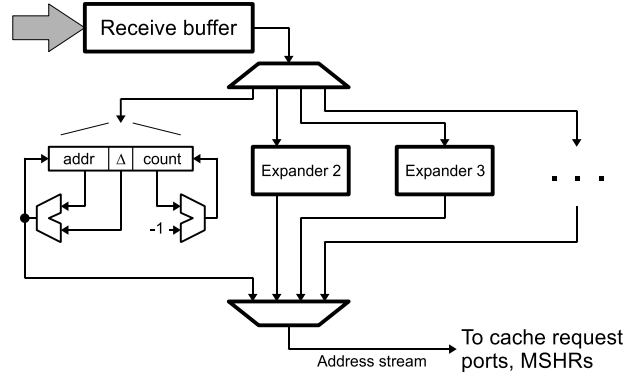 Receive buffer
addr Δ count
Expander 2
Expander 3
. . .
-1
To cache request
ports, MSHRs
Address stream